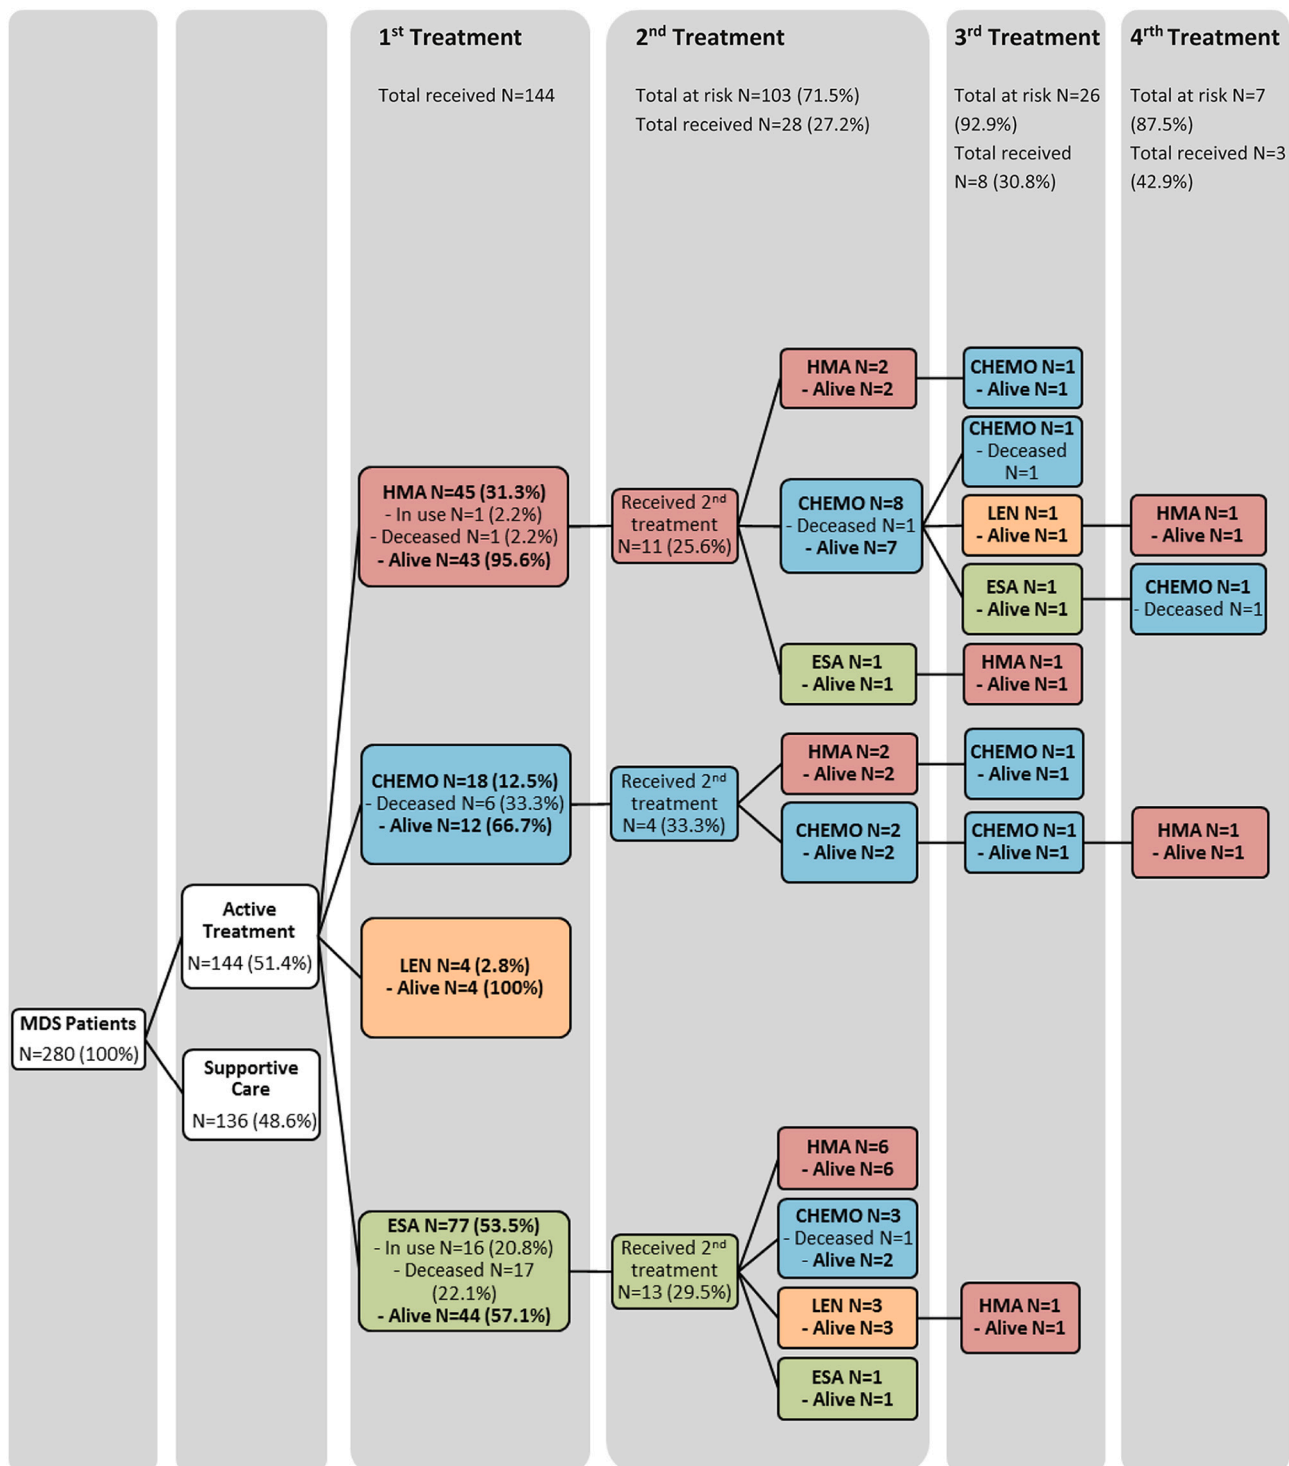 1st Treatment
Total received N=144
2nd Treatment
Total at risk N=103 (71.5%)
Total received N=28 (27.2%)
3rd Treatment
Total at risk N=26
(92.9%)
Total received
N=8 (30.8%)
4rth Treatment
Total at risk N=7
(87.5%)
Total received N=3
(42.9%)
MDS Patients
N=280 (100%)
Active
Treatment
N=144 (51.4%)
Supportive
Care
N=136 (48.6%)
HMA N=45 (31.3%)
- In use N=1 (2.2%)
- Deceased N=1 (2.2%)
- Alive N=43 (95.6%)
Received 2nd
treatment
N=11 (25.6%)
HMA N=2
- Alive N=2
CHEMO N=1
- Alive N=1
CHEMO N=8
- Deceased N=1
- Alive N=7
CHEMO N=1
- Deceased
N=1
LEN N=1
- Alive N=1
HMA N=1
- Alive N=1
ESA N=1
- Alive N=1
CHEMO N=1
- Deceased N=1
ESA N=1
- Alive N=1
HMA N=1
- Alive N=1
CHEMO N=18 (12.5%)
- Deceased N=6 (33.3%)
- Alive N=12 (66.7%)
Received 2nd
treatment
N=4 (33.3%)
HMA N=2
- Alive N=2
CHEMO N=1
- Alive N=1
CHEMO N=2
- Alive N=2
CHEMO N=1
- Alive N=1
HMA N=1
- Alive N=1
LEN N=4 (2.8%)
- Alive N=4 (100%)
ESA N=77 (53.5%)
- In use N=16 (20.8%)
- Deceased N=17
(22.1%)
- Alive N=44 (57.1%)
Received 2nd
treatment
N=13 (29.5%)
HMA N=6
- Alive N=6
CHEMO N=3
- Deceased N=1
- Alive N=2
LEN N=3
- Alive N=3
HMA N=1
- Alive N=1
ESA N=1
- Alive N=1